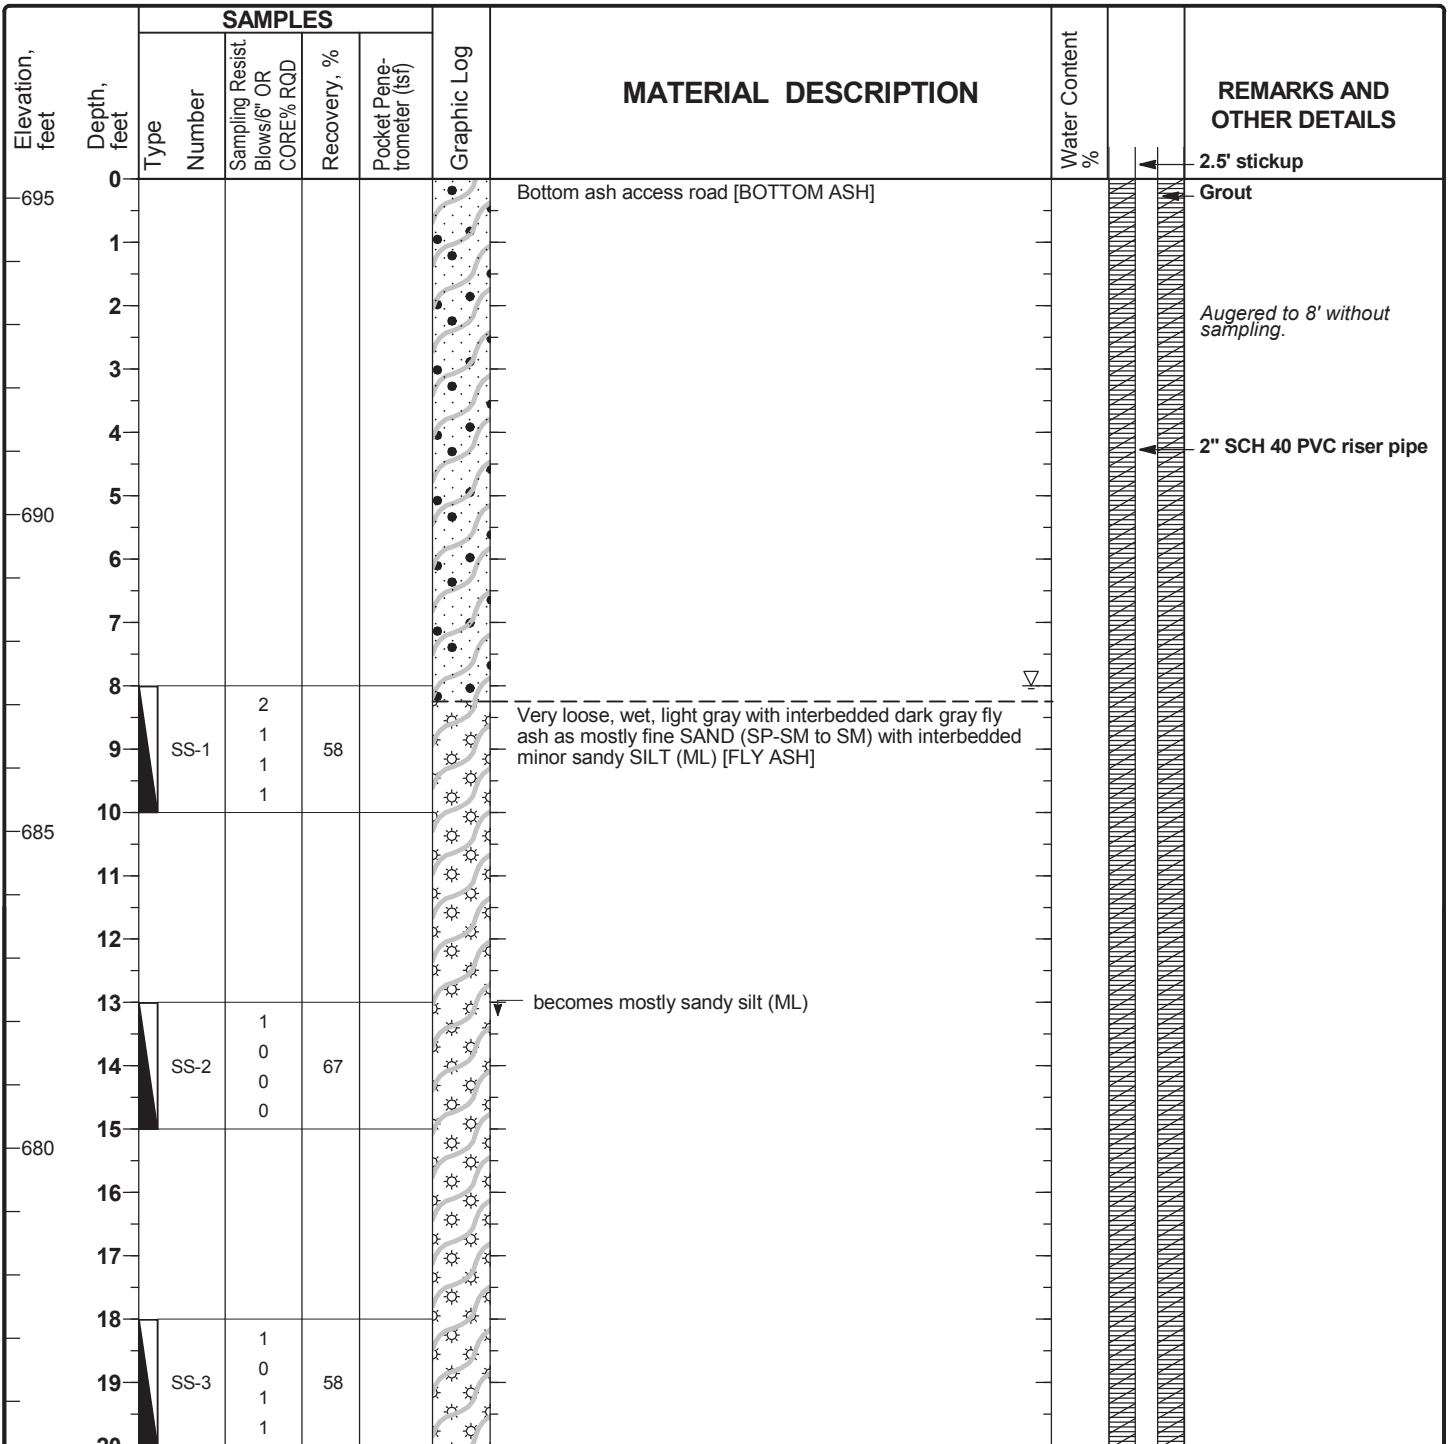 SAMPLES
Elevation,
feet
Depth,
feet
Type
Number
Sampling Resist.
Blows/6" OR
CORE% RQD
Recovery, %
Pocket Pene-
trometer (tsf)
Graphic Log
MATERIAL DESCRIPTION
Water Content
%
REMARKS AND
OTHER DETAILS
2.5' stickup
0
695
Bottom ash access road [BOTTOM ASH]
Grout
1
2
Augered to 8' without
sampling.
3
4
2" SCH 40 PVC riser pipe
5
690
6
7
8
2
Very loose, wet, light gray with interbedded dark gray fly
ash as mostly fine SAND (SP-SM to SM) with interbedded
minor sandy SILT (ML) [FLY ASH]
1
9
SS-1
58
1
1
10
685
11
12
13
becomes mostly sandy silt (ML)
1
0
14
SS-2
67
0
0
15
680
16
17
18
1
0
19
SS-3
58
1
1
20